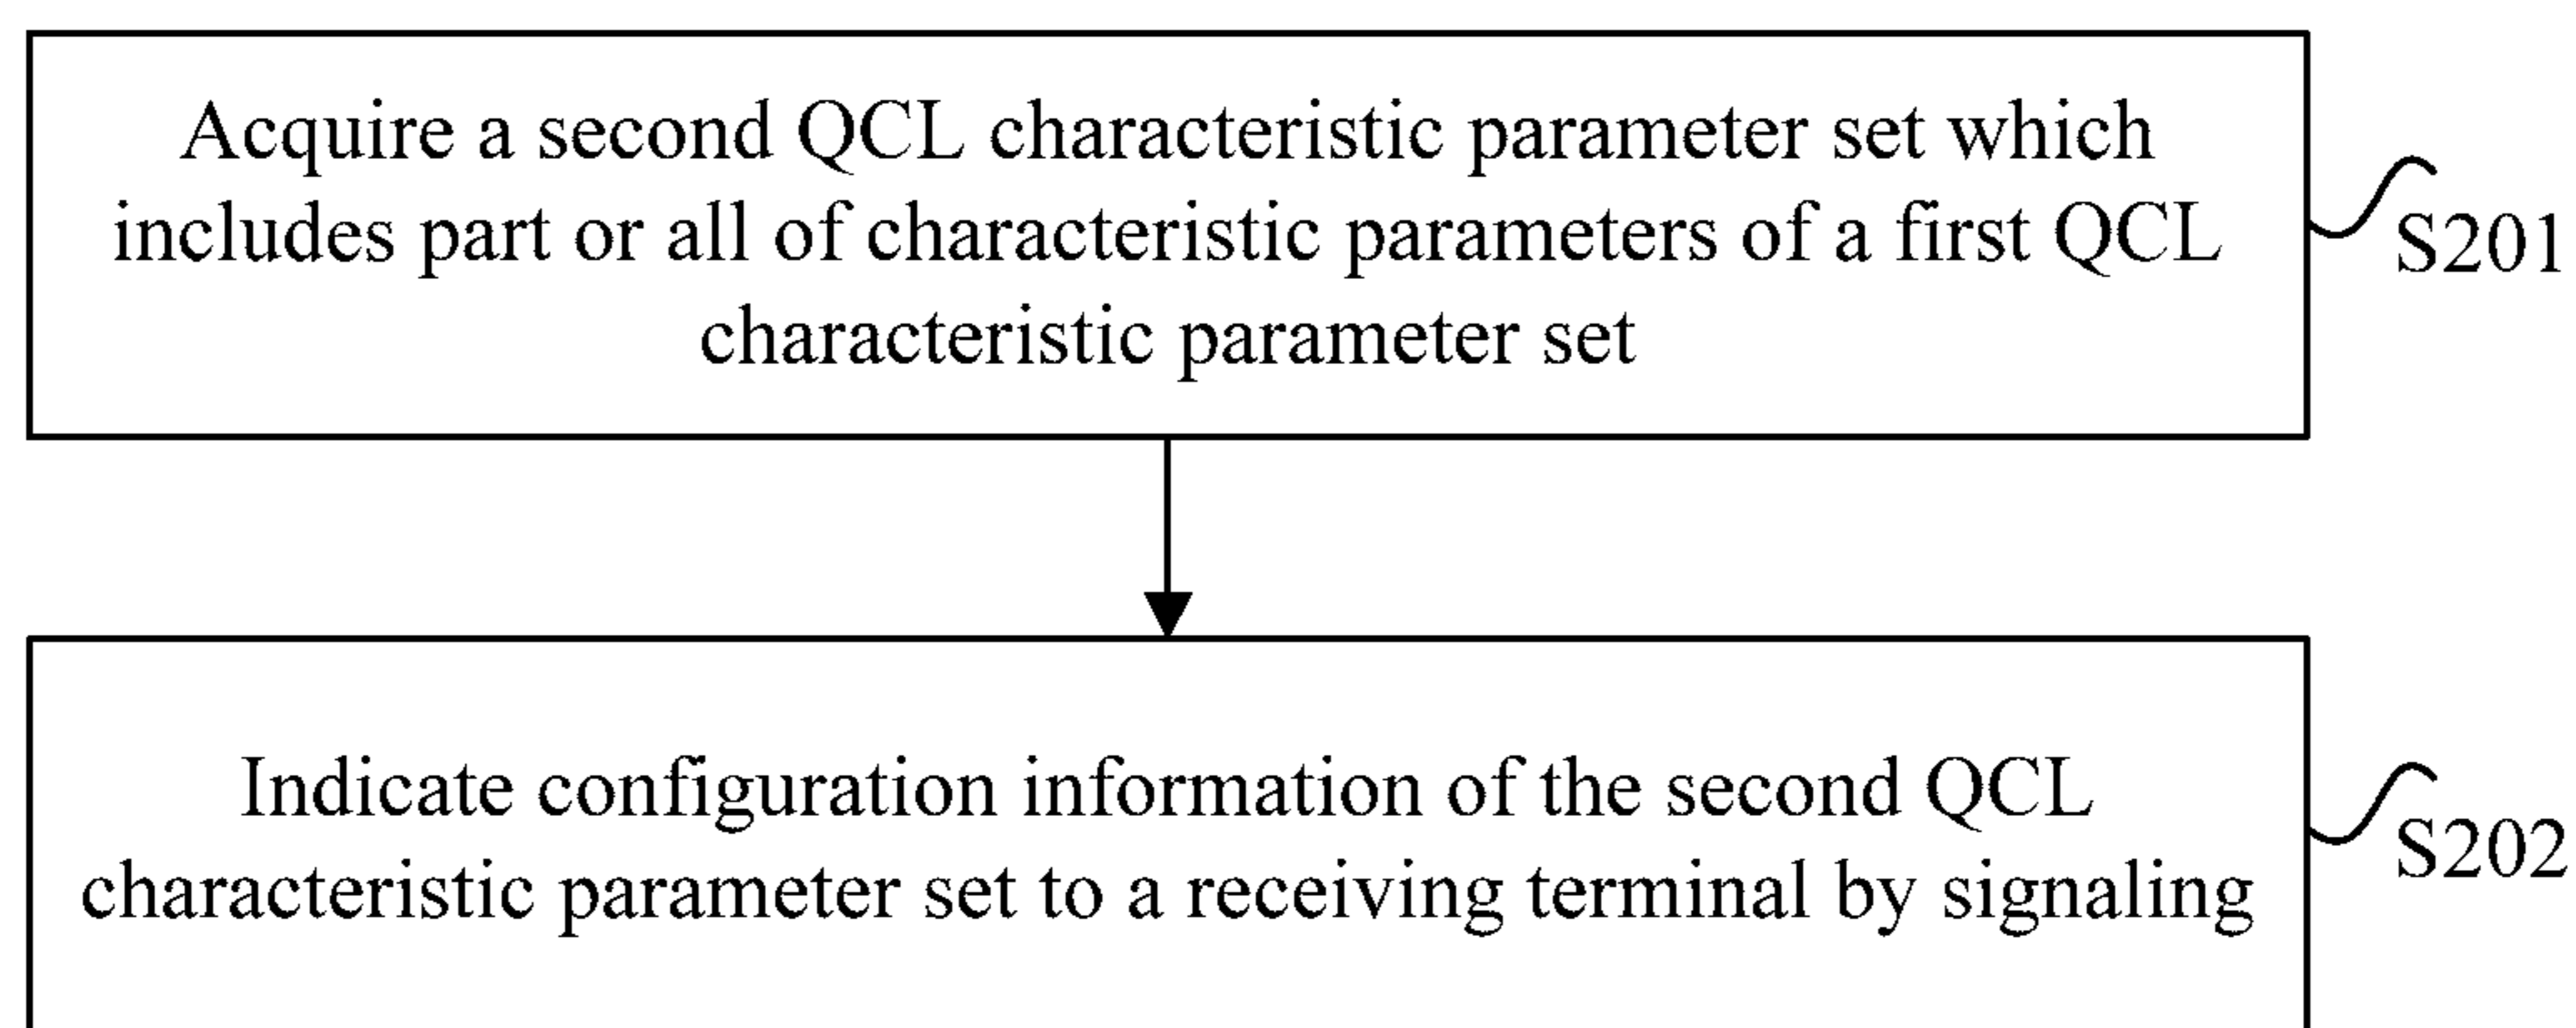 Acquire a second QCL characteristic parameter set which
includes part or all of characteristic parameters of a first QCL
characteristic parameter set
S201
Indicate configuration information of the second QCL
characteristic parameter set to a receiving terminal by signaling
S202